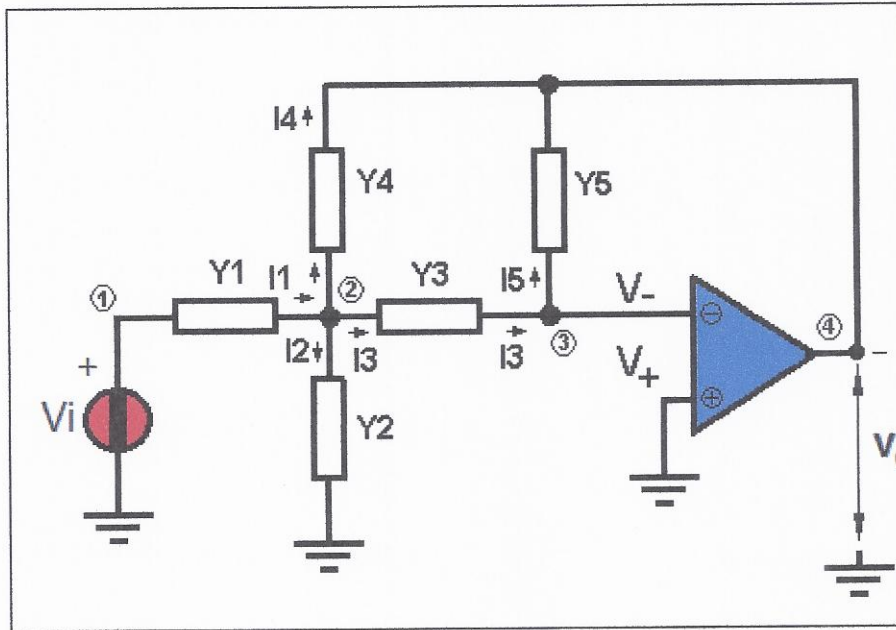 I4
Y4
Y5
Y1
I1
②
Y3
I5
V-
①
④
I2
I3
③
I3
V+
+
Vi
Y2
-
⊖
⊕